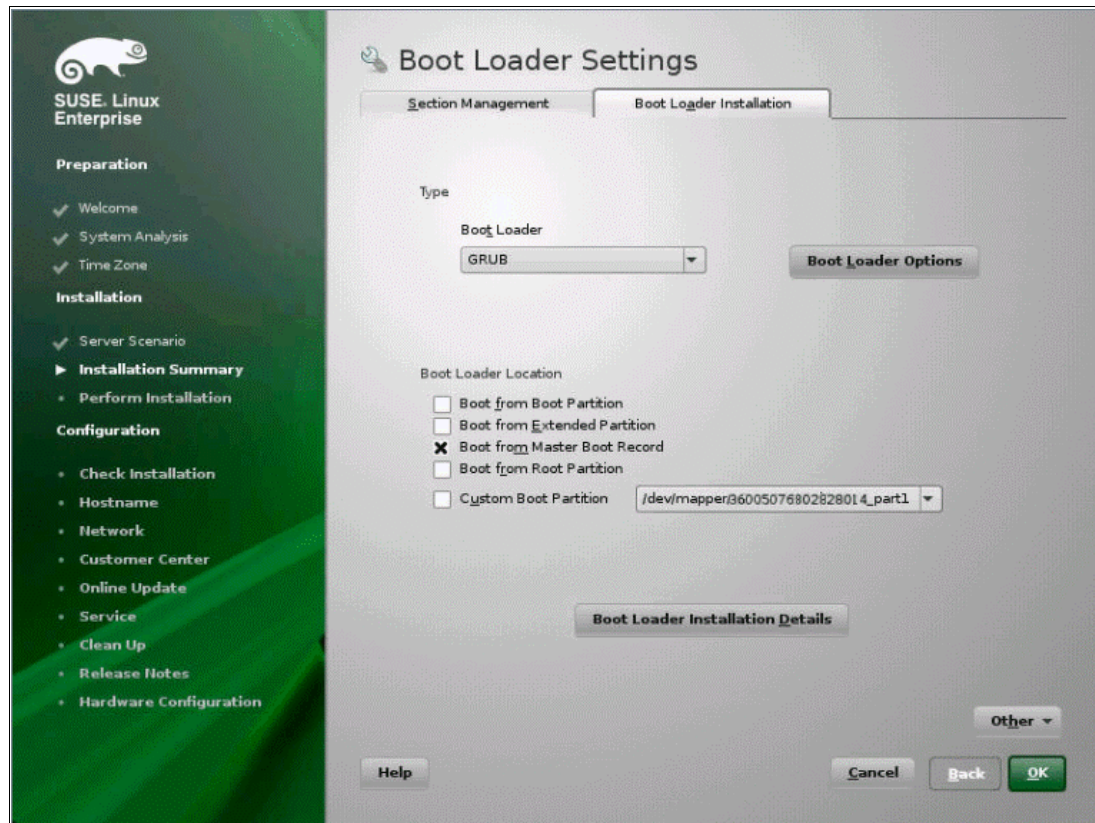 SUSE. Linux
Enterprise
Preparation
Welcome
System Analysis
Time Zone
Installation
Server Scenario
Installation Summary
Perform Installation
Configuration
Check Installation
Hostname
Network
Customer Center
Online Update
Service
Clean Up
Release Notes
Hardware Configuration
Boot Loader Settings
Section Management
Boot Loader Installation
Type
Boot Loader
GRUB
Boot Loader Options
Boot Loader Location
Boot from Boot Partition
Boot from Extended Partition
Boot from Master Boot Record
Boot from Root Partition
Custom Boot Partition
/dev/mapper/36005076802828014_part1
Boot Loader Installation Details
Other
Help
Cancel
Back
OK